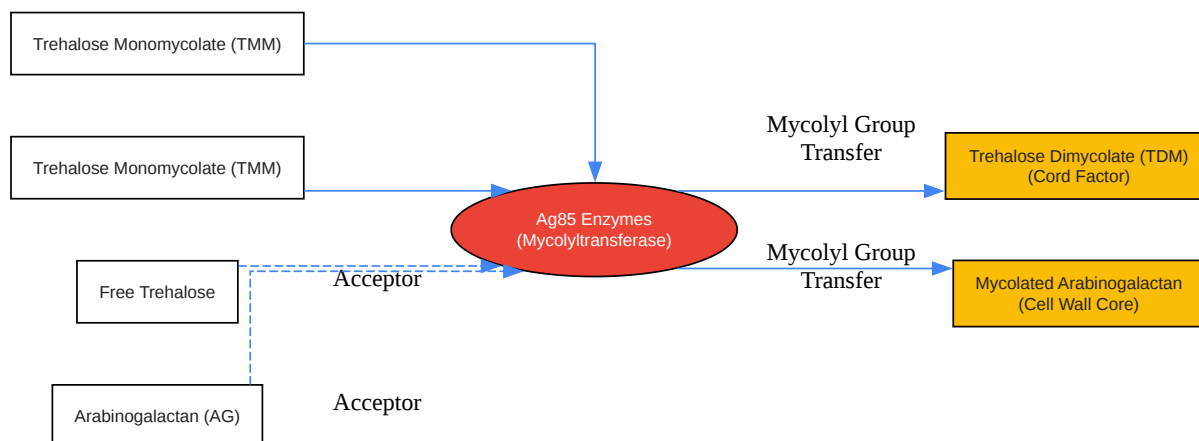 Trehalose Monomycolate (TMM)
Trehalose Monomycolate (TMM)
Mycolyl Group
Transfer
Trehalose Dimycolate (TDM)
(Cord Factor)
Ag85 Enzymes
(Mycolyltransferase)
Mycolyl Group
Transfer
Free Trehalose
Acceptor
Mycolated Arabinogalactan
(Cell Wall Core)
Arabinogalactan (AG)
Acceptor